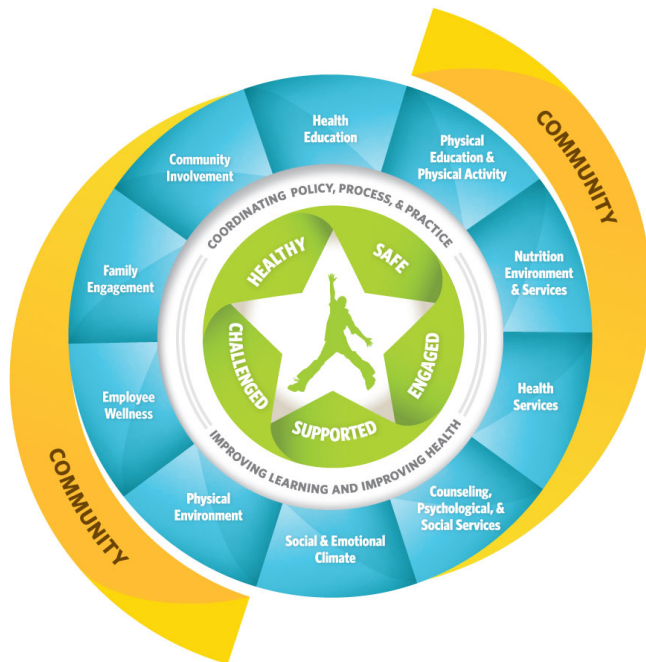 COMMUNITY
Health
Education
Physical
Education &
Physical Activity
Nutrition
Environment
& Services
Health
Services
Counseling,
Psychological, &
Social Services
Social & Emotional
Climate
Physical
Environment
Employee
Wellness
Family
Engagement
Community
Involvement
COORDINATING POLICY, PROCESS, & PRACTICE
IMPROVING LEARNING AND IMPROVING HEALTH
HEALTHY
SAFE
ENGAGED
SUPPORTED
CHALLENGED
COMMUNITY